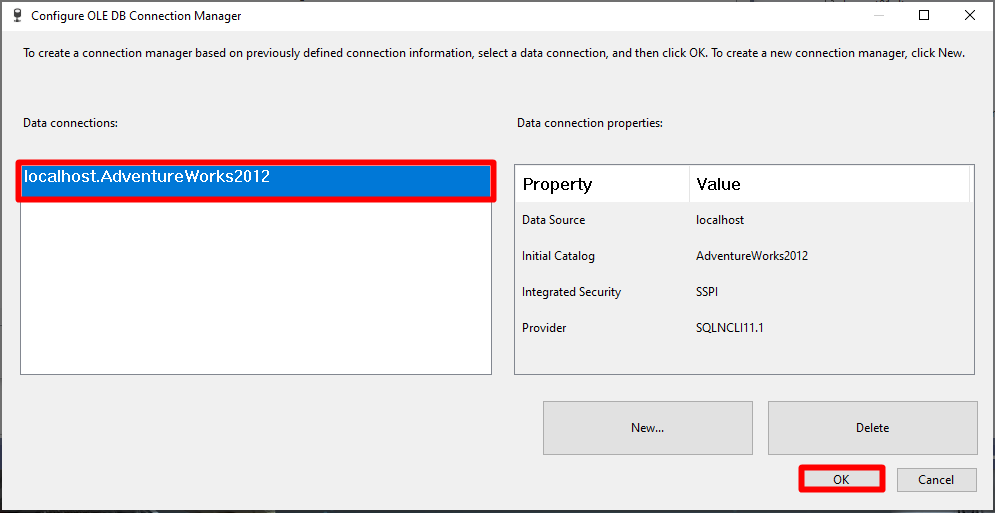 Configure OLE DB Connection Manager
To create a connection manager based on previously defined connection information, select a data connection, and then click OK. To create a new connection manager, click New.
Data connections:
Data connection properties:
localhost.AdventureWorks2012
Property Value
Data Source localhost
Initial Catalog AdventureWorks2012
Integrated Security SSPI
Provider SQLNCLI11.1
New... Delete
OK Cancel